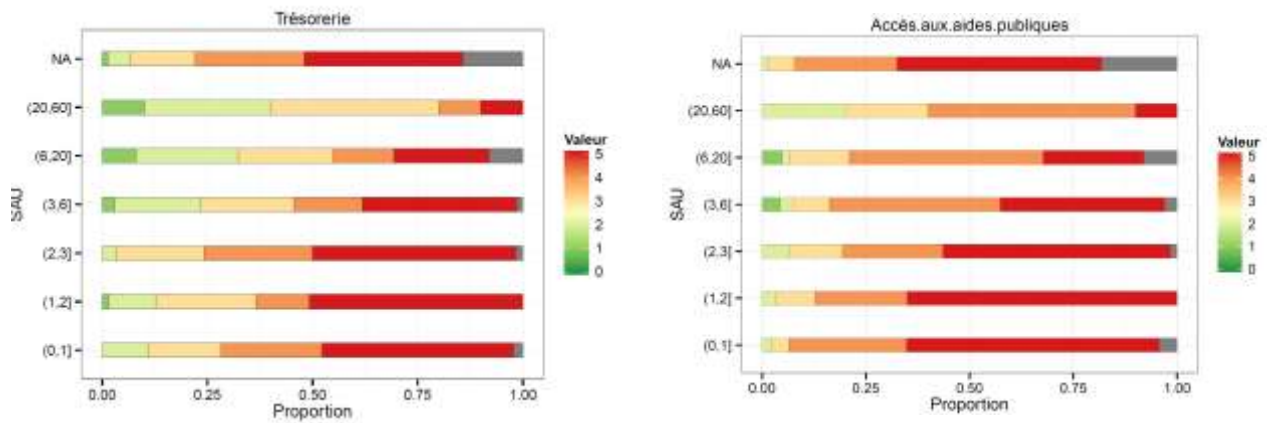 Trésorerie
NA
(20,60]
(6,20]
(3,6]
(2,3]
(1,2]
(0,1]
SAU
0.00 0.25 0.50 0.75 1.00
Proportion
Valeur
5
4
3
2
1
0
Accès.aux.aides.publiques
NA
(20,60]
(6,20]
(3,6]
(2,3]
(1,2]
(0,1]
SAU
0.00 0.25 0.50 0.75 1.00
Proportion
Valeur
5
4
3
2
1
0